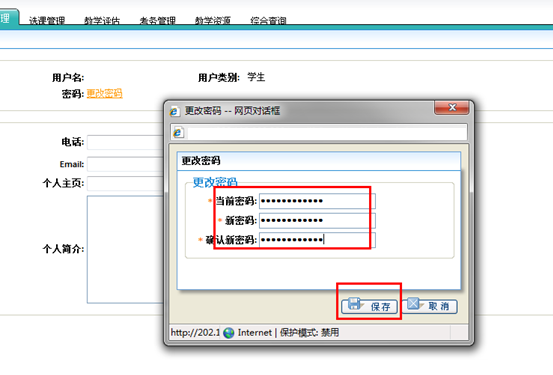 理 选课管理 教学评估 考务管理 教学资源 综合查询
用户名: 用户类别: 学生
密码: 更改密码
电话:
Email:
个人主页:
个人简介:
更改密码 -- 网页对话框
更改密码
更改密码
* 当前密码: ••••••••••••
* 新密码: ••••••••••••
* 确认新密码: ••••••••••••
保存 取消
http://202.1 Internet | 保护模式: 禁用